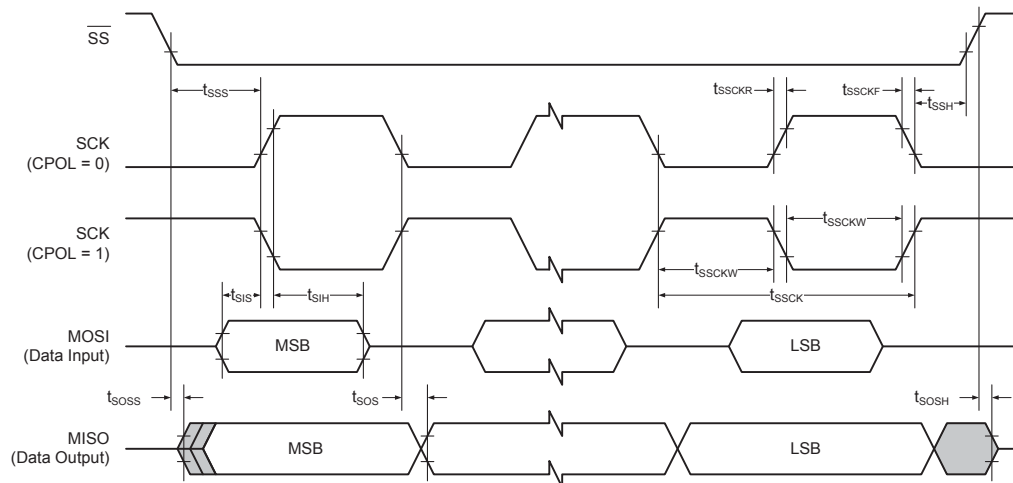 SS
tSSS
tSSCKR
tSSCKF
tSSH
SCK
(CPOL = 0)
SCK
(CPOL = 1)
tSSCKW
tSSCKW
tSSCK
tSIS
tSIH
MOSI
(Data Input)
MSB
LSB
tSOSS
tSOS
tSOSH
MISO
(Data Output)
MSB
LSB